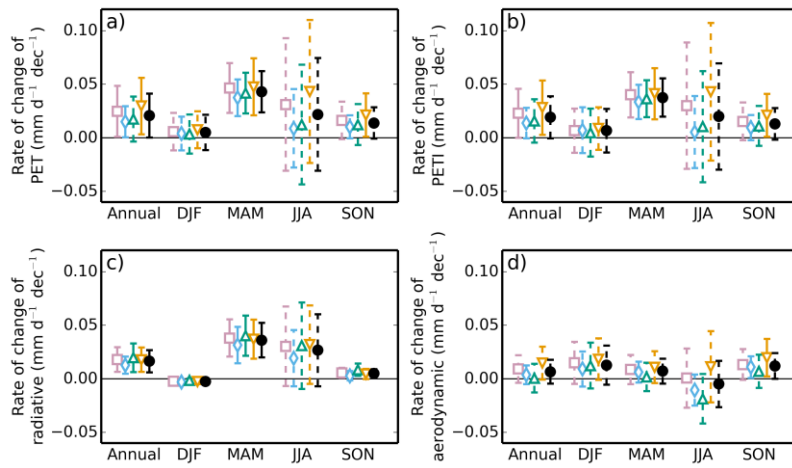 a)
Rate of change of
PET (mm d⁻¹ dec⁻¹)
0.10
0.05
0.00
−0.05
Annual DJF MAM JJA SON
b)
Rate of change of
PETI (mm d⁻¹ dec⁻¹)
0.10
0.05
0.00
−0.05
Annual DJF MAM JJA SON
c)
Rate of change of
radiative (mm d⁻¹ dec⁻¹)
0.10
0.05
0.00
−0.05
Annual DJF MAM JJA SON
d)
Rate of change of
aerodynamic (mm d⁻¹ dec⁻¹)
0.10
0.05
0.00
−0.05
Annual DJF MAM JJA SON